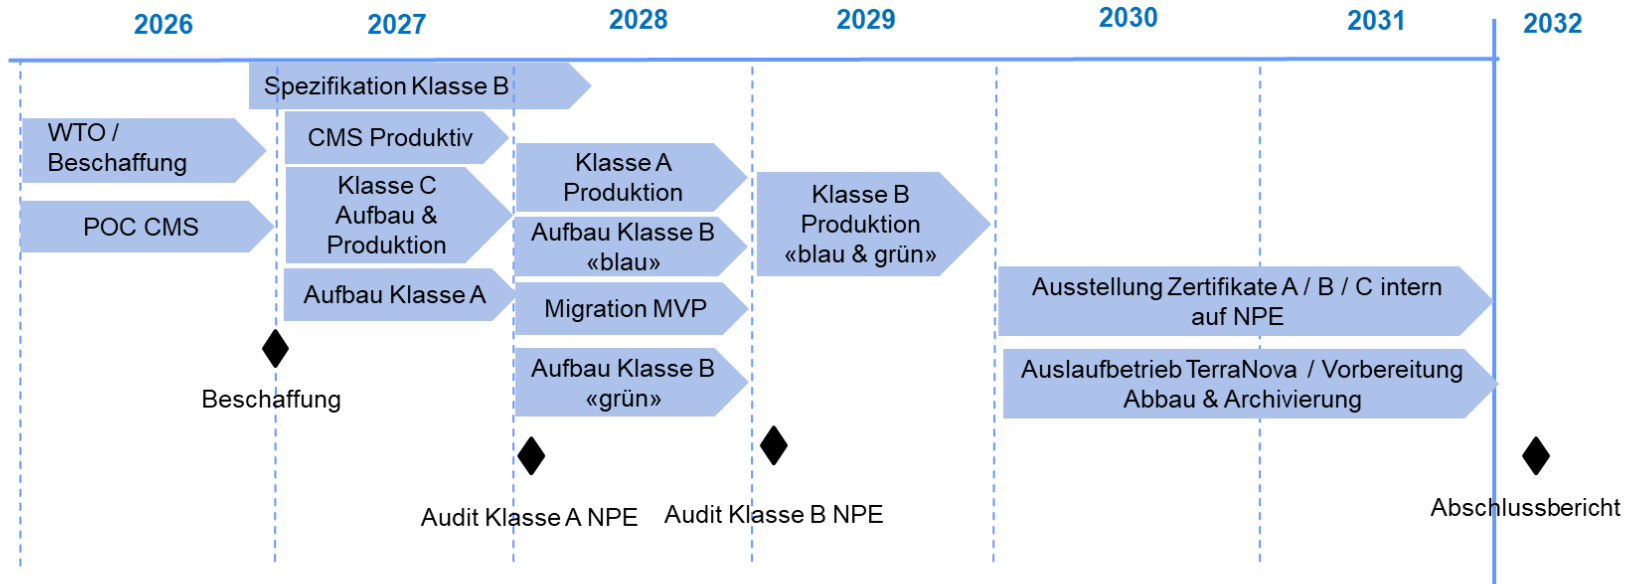 2026
2027
2028
2029
2030
2031
2032
Spezifikation Klasse B
WTO /
Beschaffung
CMS Produktiv
Klasse A
Produktion
Klasse C
Aufbau &
Produktion
Klasse B
Produktion
«blau & grün»
POC CMS
Aufbau Klasse B
«blau»
Aufbau Klasse A
Migration MVP
Ausstellung Zertifikate A / B / C intern
auf NPE
Aufbau Klasse B
«grün»
Auslaufbetrieb TerraNova / Vorbereitung
Abbau & Archivierung
Beschaffung
Audit Klasse A NPE
Audit Klasse B NPE
Abschlussbericht